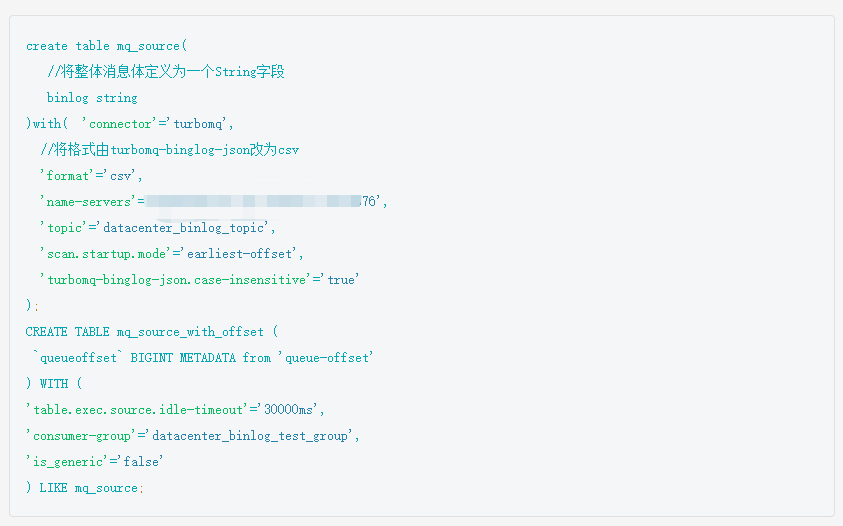 create table mq_source(
//将整体消息体定义为一个String字段
binlog string
)with( 'connector'='turbomq',
//将格式由turbomq-binglog-json改为csv
'format'='csv',
'name-servers'= 376',
'topic'='datacenter_binlog_topic',
'scan.startup.mode'='earliest-offset',
'turbomq-binglog-json.case-insensitive'='true'
);
CREATE TABLE mq_source_with_offset (
`queueoffset` BIGINT METADATA from 'queue-offset'
) WITH (
'table.exec.source.idle-timeout'='30000ms',
'consumer-group'='datacenter_binlog_test_group',
'is_generic'='false'
) LIKE mq_source;